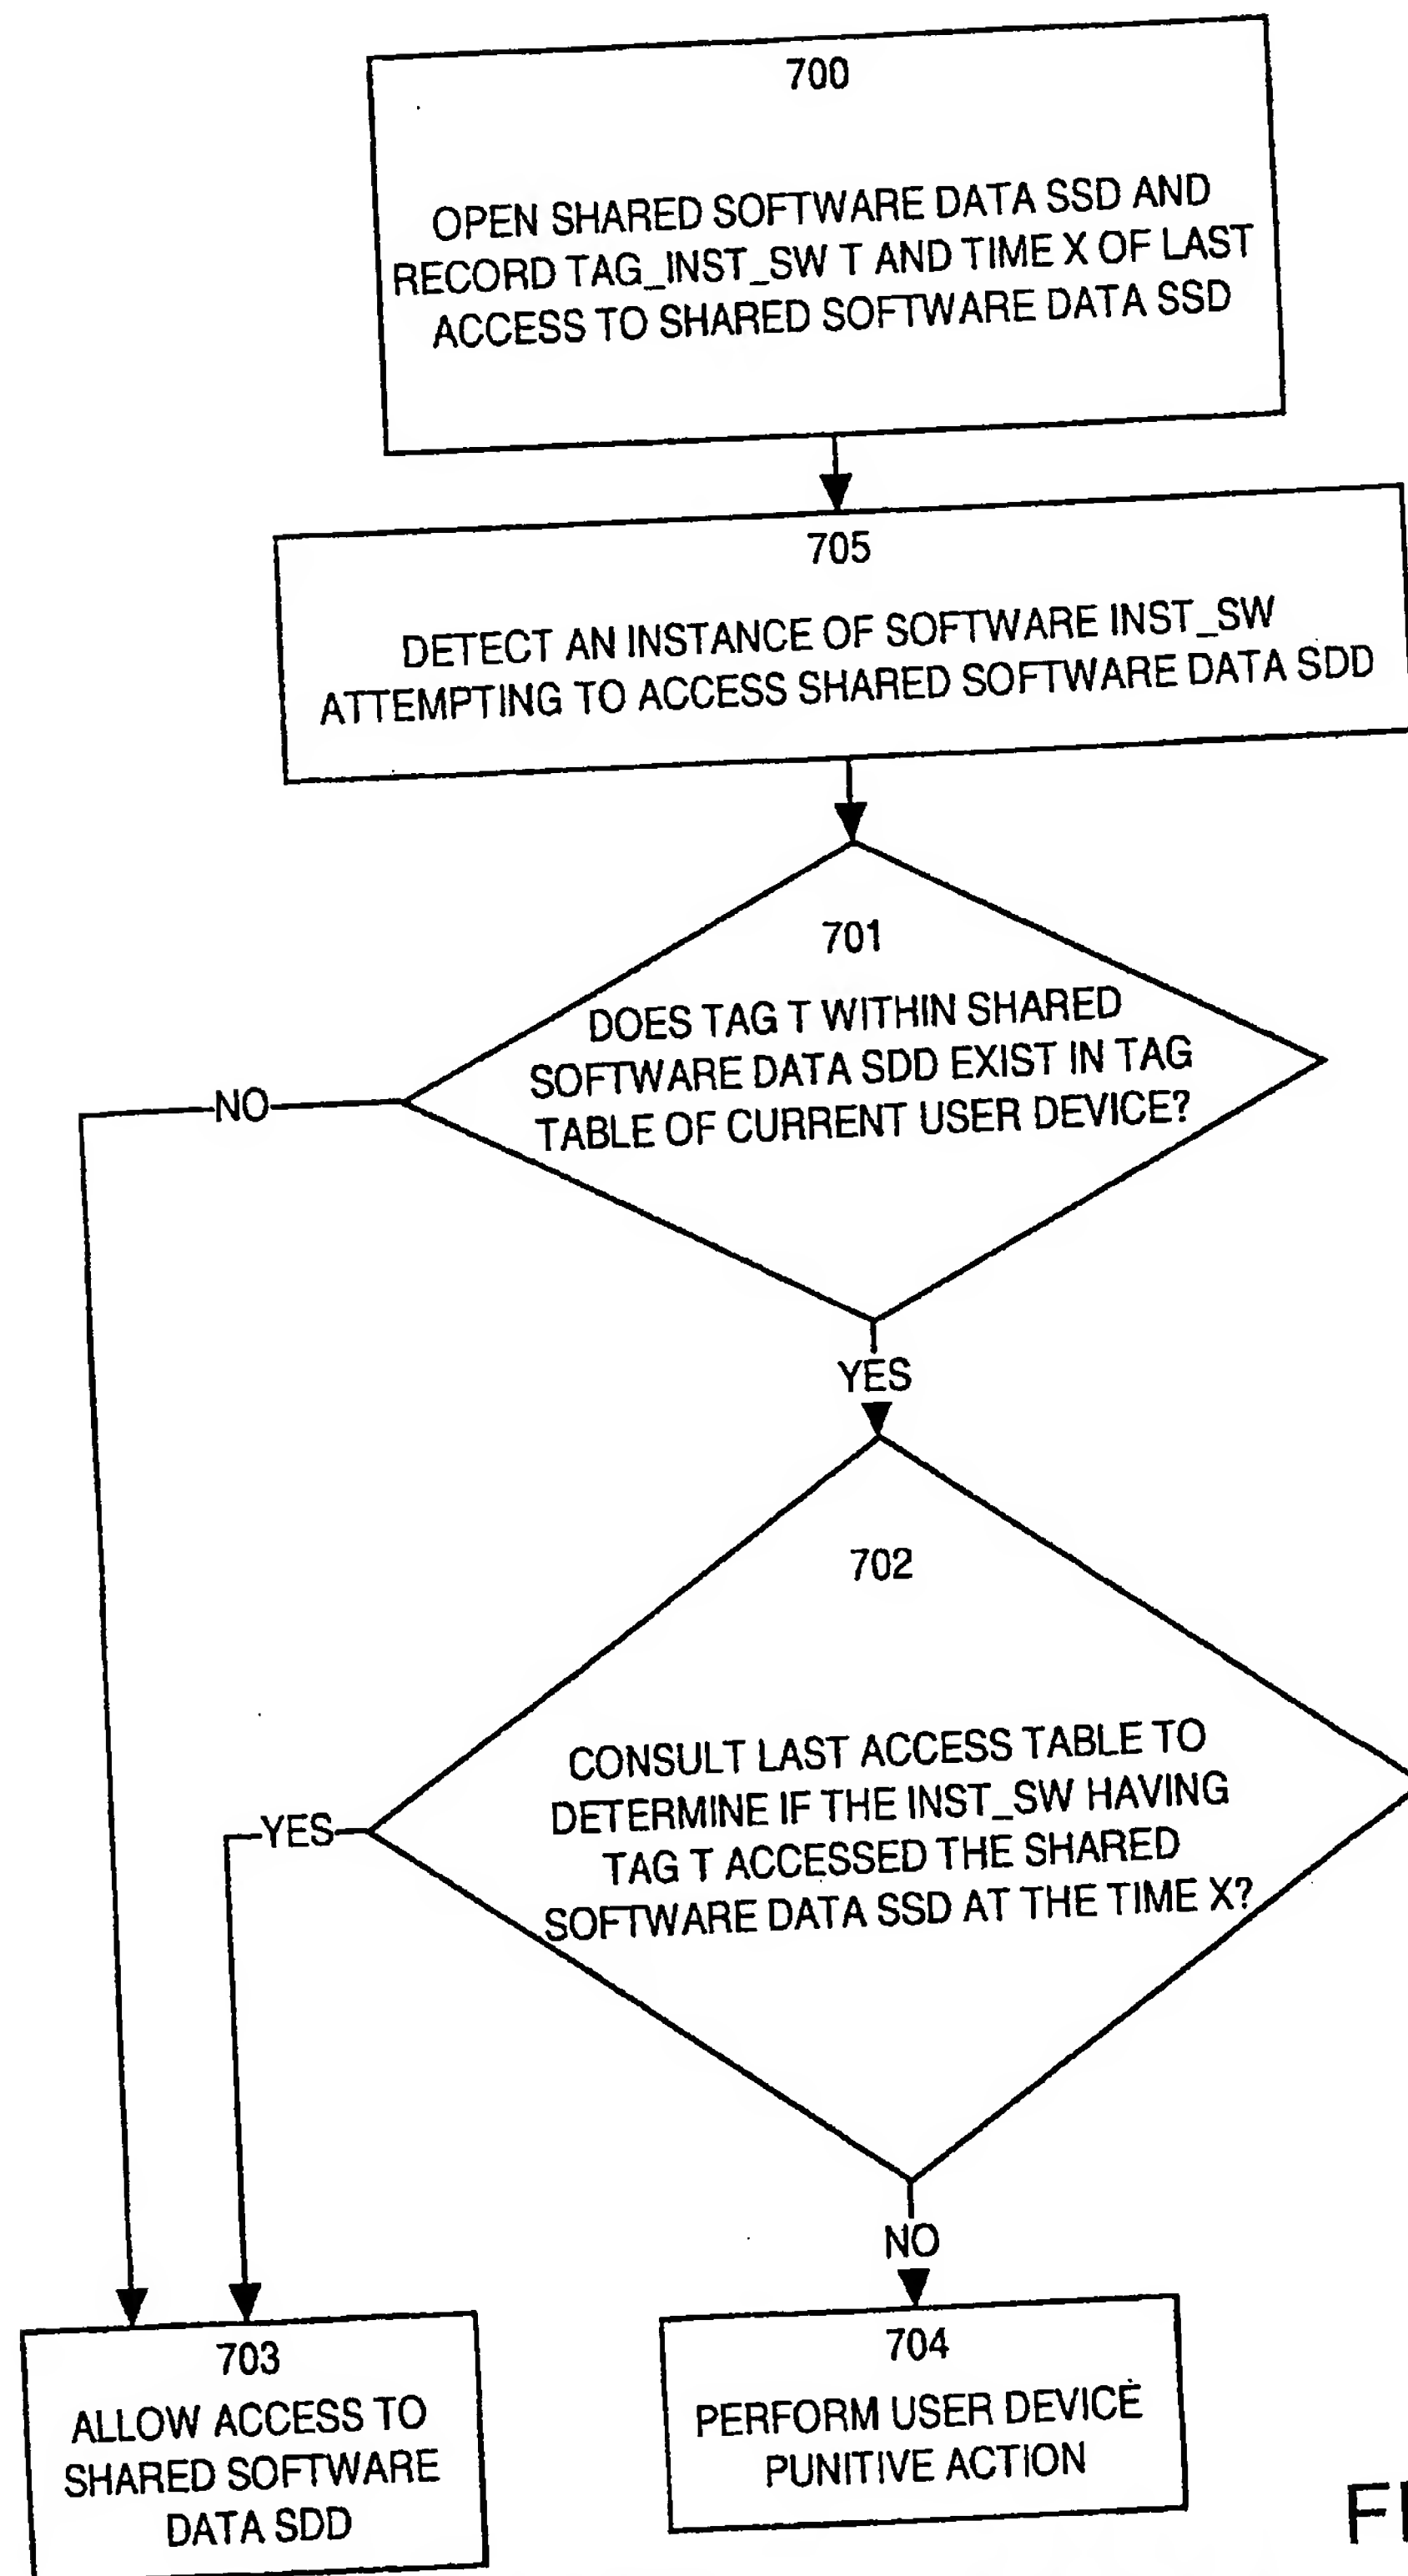 700
OPEN SHARED SOFTWARE DATA SSD AND
RECORD TAG_INST_SW T AND TIME X OF LAST
ACCESS TO SHARED SOFTWARE DATA SSD
705
DETECT AN INSTANCE OF SOFTWARE INST_SW
ATTEMPTING TO ACCESS SHARED SOFTWARE DATA SDD
701
DOES TAG T WITHIN SHARED
SOFTWARE DATA SDD EXIST IN TAG
TABLE OF CURRENT USER DEVICE?
NO
YES
702
CONSULT LAST ACCESS TABLE TO
DETERMINE IF THE INST_SW HAVING
TAG T ACCESSED THE SHARED
SOFTWARE DATA SSD AT THE TIME X?
YES
NO
703
ALLOW ACCESS TO
SHARED SOFTWARE
DATA SDD
704
PERFORM USER DEVICE
PUNITIVE ACTION